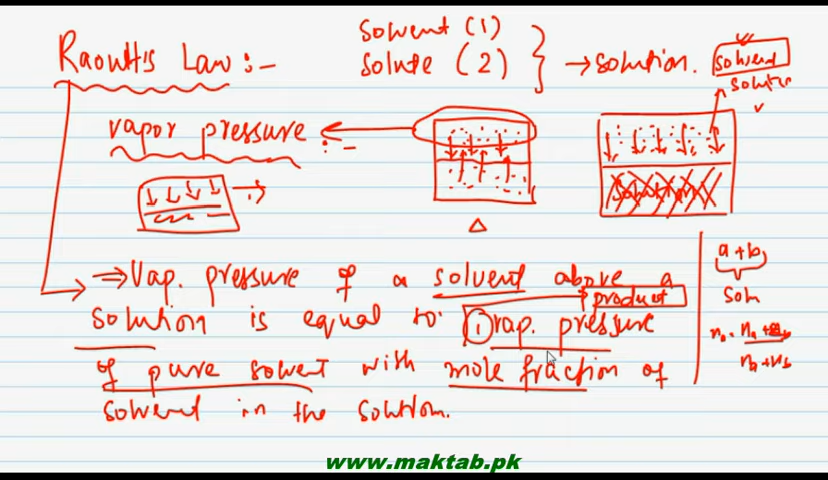 Raoult's Law :-
solvent (1)
solute (2)
→ solution.
solvent
solute
vapor pressure :-
⇒ Vap. pressure of a solvent above a
product
solution is equal to ① vap. pressure
of pure solvent with mole fraction of
solvent in the solution.
a + b
soln
www.maktab.pk